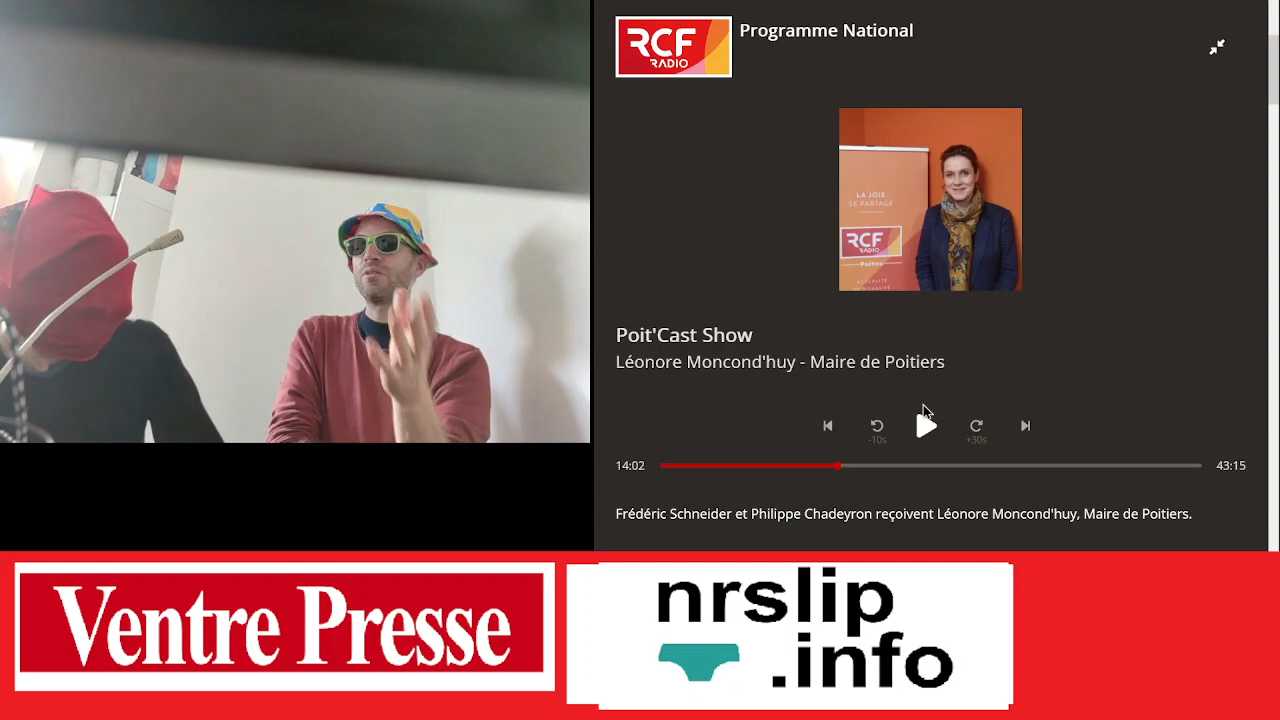 RCF
RADIO
Programme National
LA JOIE
SE PARTAGE
RCF
RADIO
Poitou
ACTUALITÉ
Poit'Cast Show
Léonore Moncond'huy - Maire de Poitiers
-10s
+30s
14:02
43:15
Frédéric Schneider et Philippe Chadeyron reçoivent Léonore Moncond'huy, Maire de Poitiers.
Ventre Presse
nrslip
.info